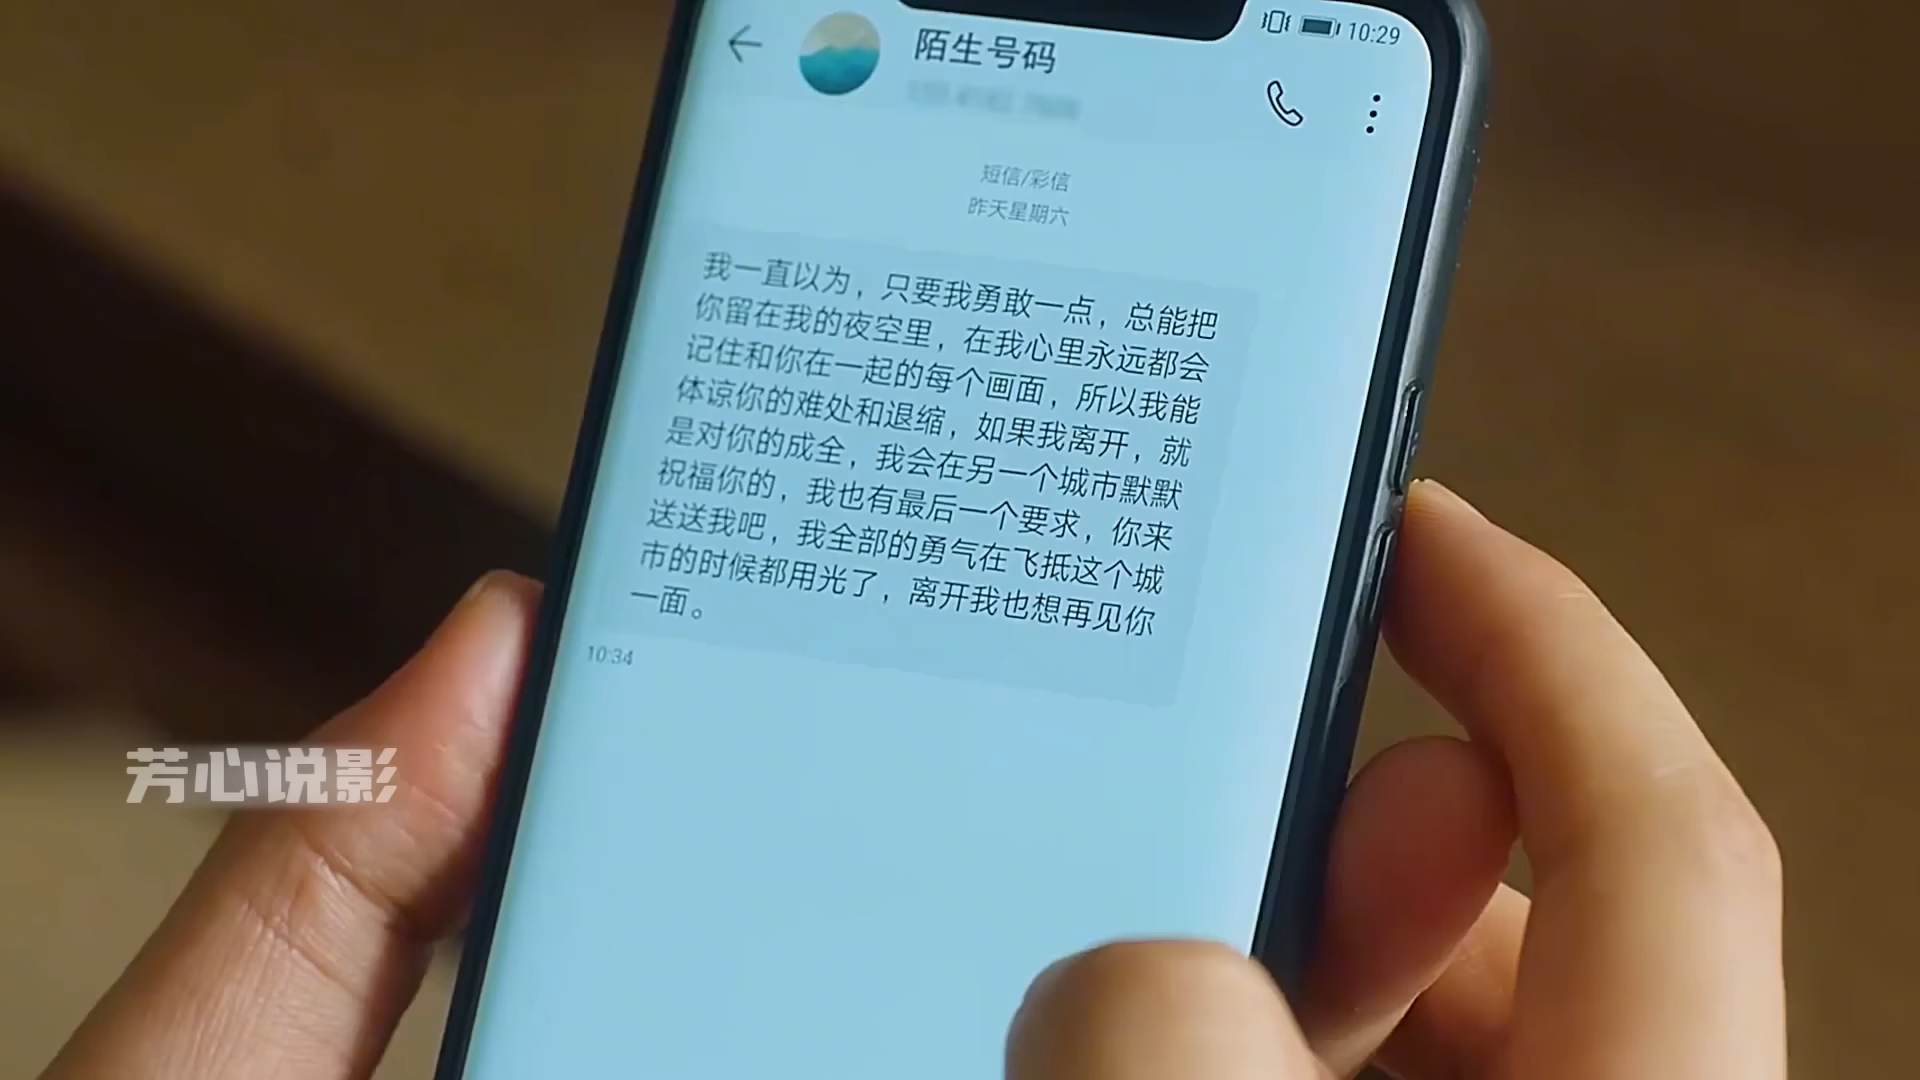 10:29
陌生号码
短信/彩信
昨天星期六
我一直以为，只要我勇敢一点，总能把
你留在我的夜空里，在我心里永远都会
记住和你在一起的每个画面，所以我能
体谅你的难处和退缩，如果我离开，就
是对你的成全，我会在另一个城市默默
祝福你的，我也有最后一个要求，你来
送送我吧，我全部的勇气在飞抵这个城
市的时候都用光了，离开我也想再见你
一面。
10:34
芳心说影